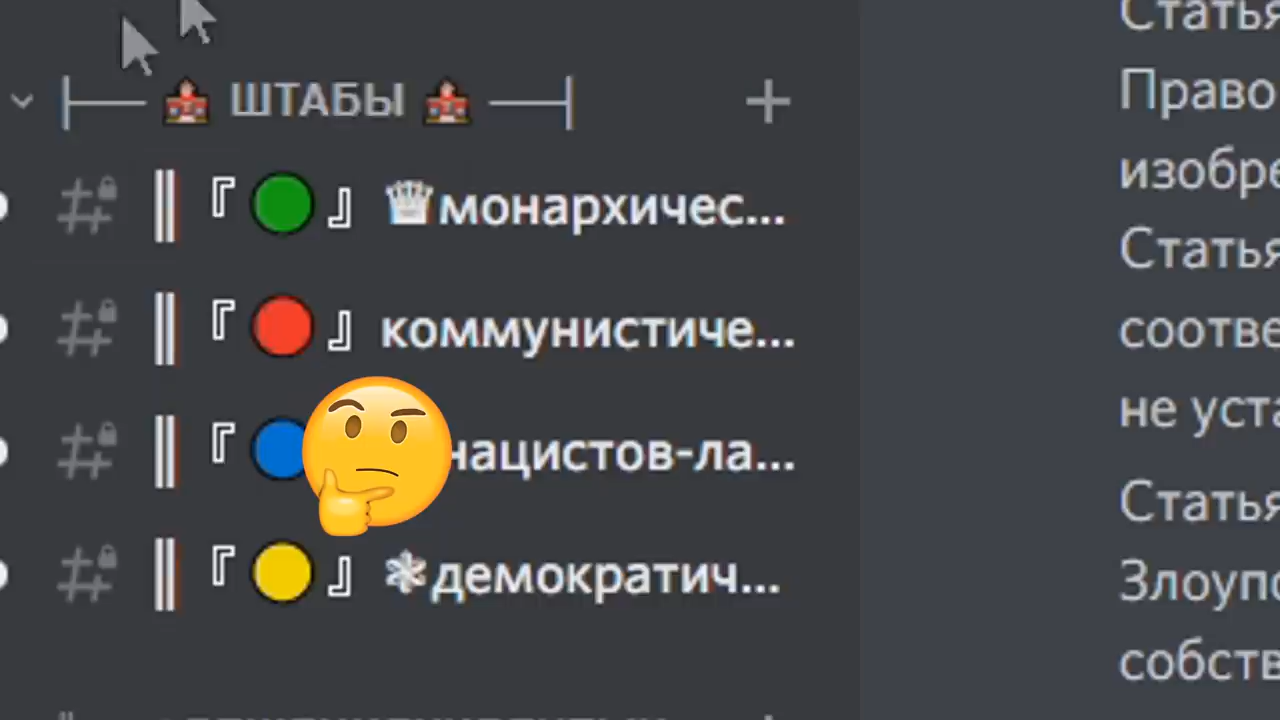 ШТАБЫ
монархичес...
коммунистиче...
нацистов-ла...
демократич...
Статья
Право
изобре
Статья
соотве
не уста
Статья
Злоупо
собств